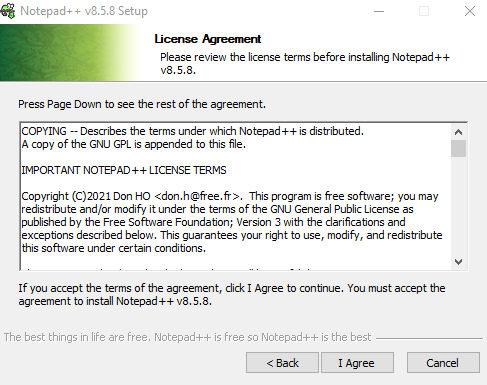 Notepad++ v8.5.8 Setup
License Agreement
Please review the license terms before installing Notepad++
v8.5.8.
Press Page Down to see the rest of the agreement.
COPYING -- Describes the terms under which Notepad++ is distributed.
A copy of the GNU GPL is appended to this file.
IMPORTANT NOTEPAD++ LICENSE TERMS
Copyright (C)2021 Don HO <don.h@free.fr>. This program is free software; you may
redistribute and/or modify it under the terms of the GNU General Public License as
published by the Free Software Foundation; Version 3 with the clarifications and
exceptions described below. This guarantees your right to use, modify, and redistribute
this software under certain conditions.
If you accept the terms of the agreement, click I Agree to continue. You must accept the
agreement to install Notepad++ v8.5.8.
The best things in life are free. Notepad++ is free so Notepad++ is the best
< Back
I Agree
Cancel